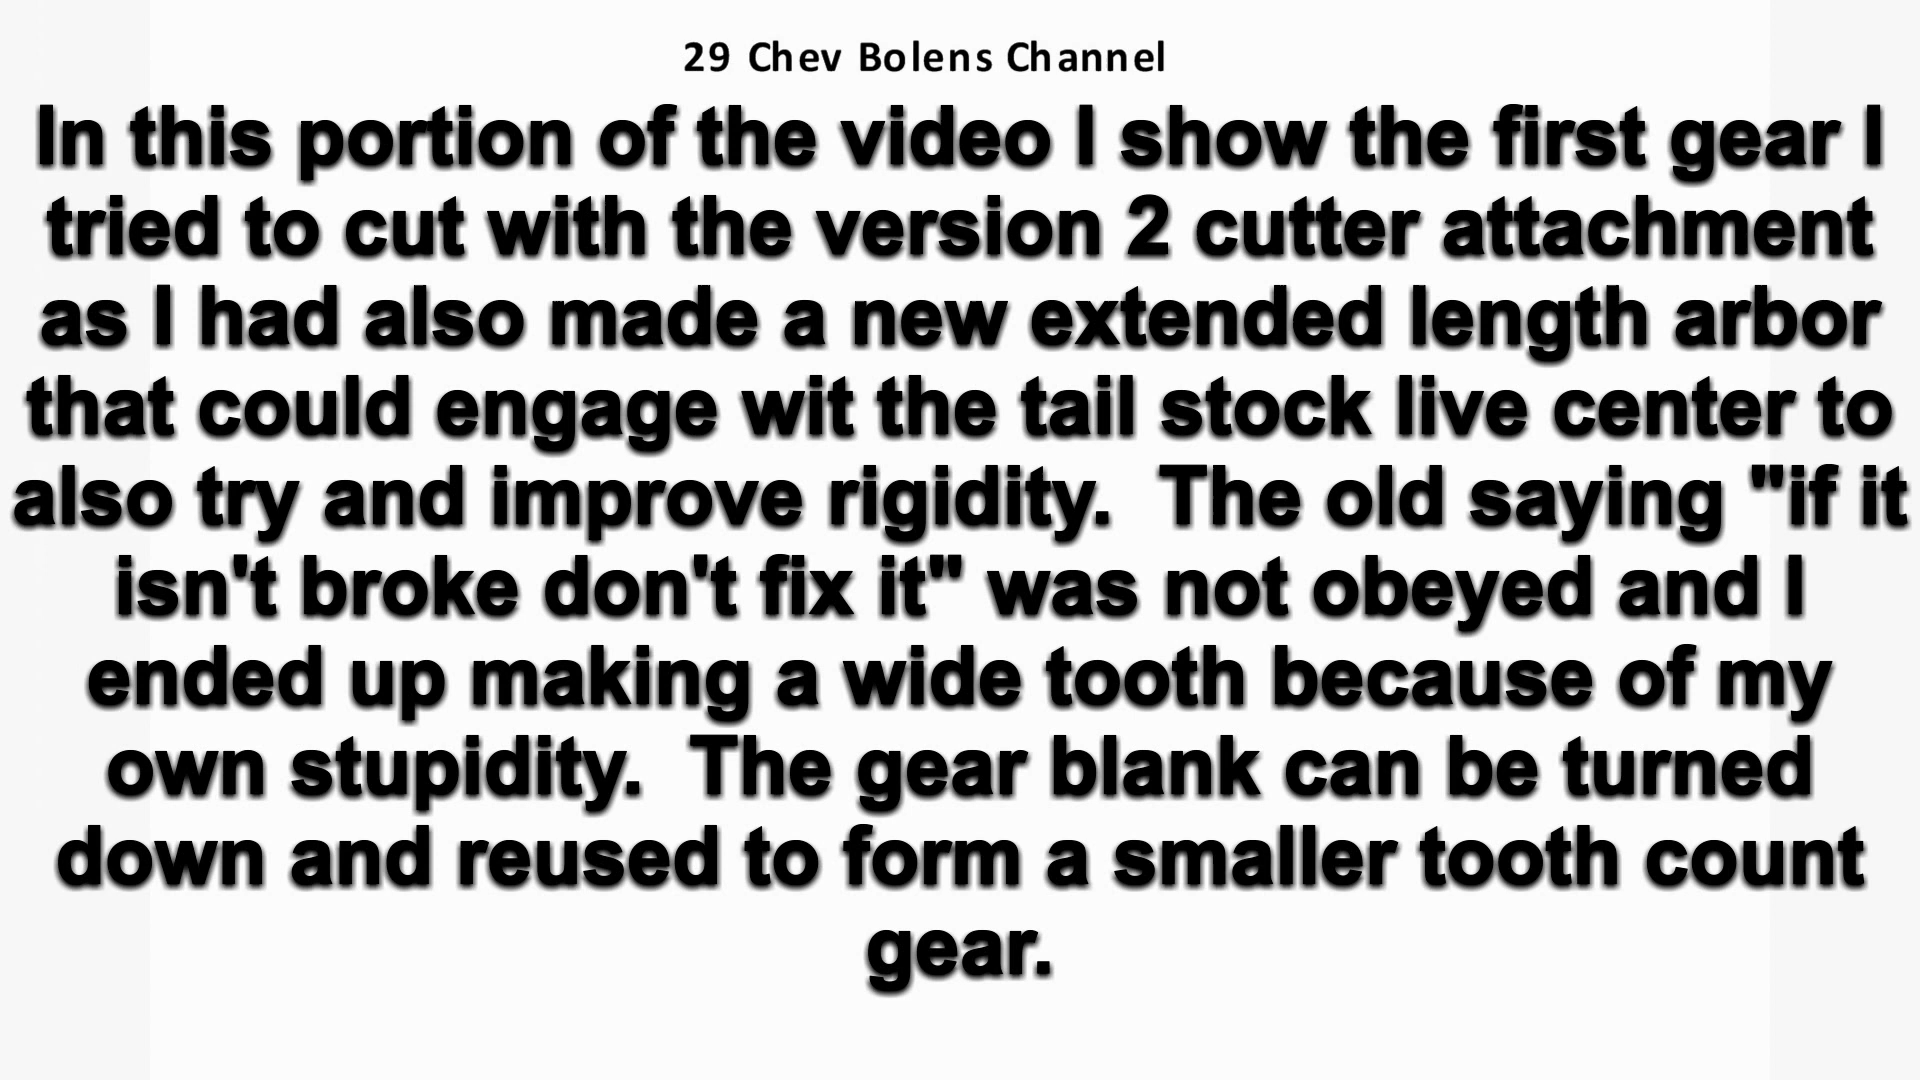 29 Chev Bolens Channel
In this portion of the video I show the first gear I
tried to cut with the version 2 cutter attachment
as I had also made a new extended length arbor
that could engage wit the tail stock live center to
also try and improve rigidity.  The old saying "if it
isn't broke don't fix it" was not obeyed and I
ended up making a wide tooth because of my
own stupidity.  The gear blank can be turned
down and reused to form a smaller tooth count
gear.